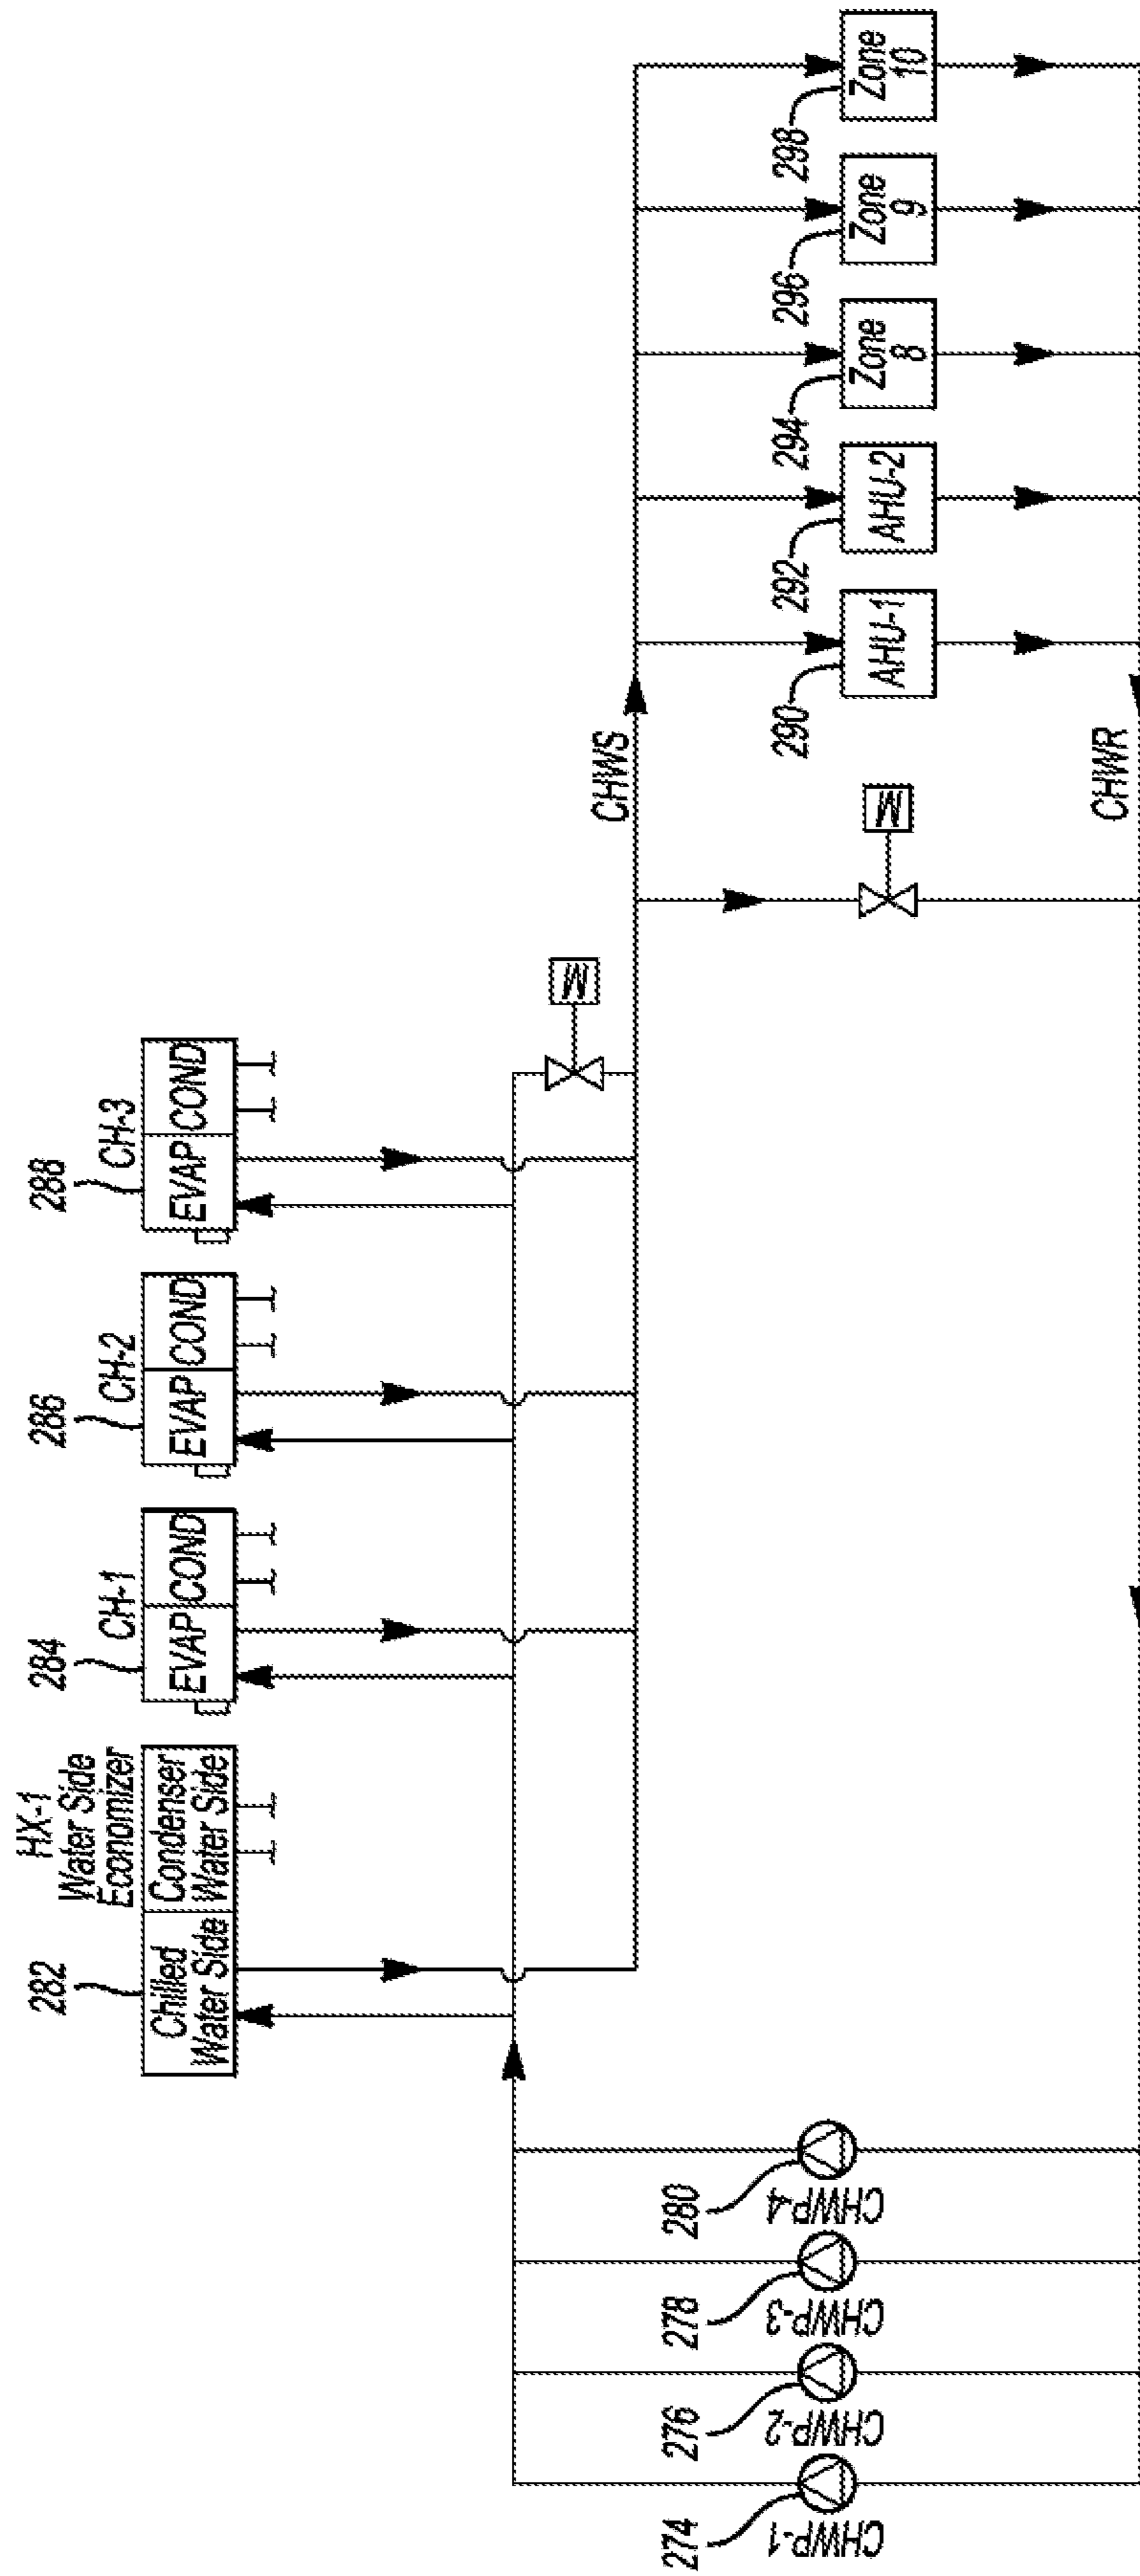 282
HX-1
Water Side
Economizer
Chilled
Water Side
Condenser
Water Side
284
CH-1
EVAP
COND
286
CH-2
EVAP
COND
288
CH-3
EVAP
COND
M
CHWS
M
CHWR
274
CHWP-1
276
CHWP-2
278
CHWP-3
280
CHWP-4
290
AHU-1
292
AHU-2
294
Zone
8
296
Zone
9
298
Zone
10